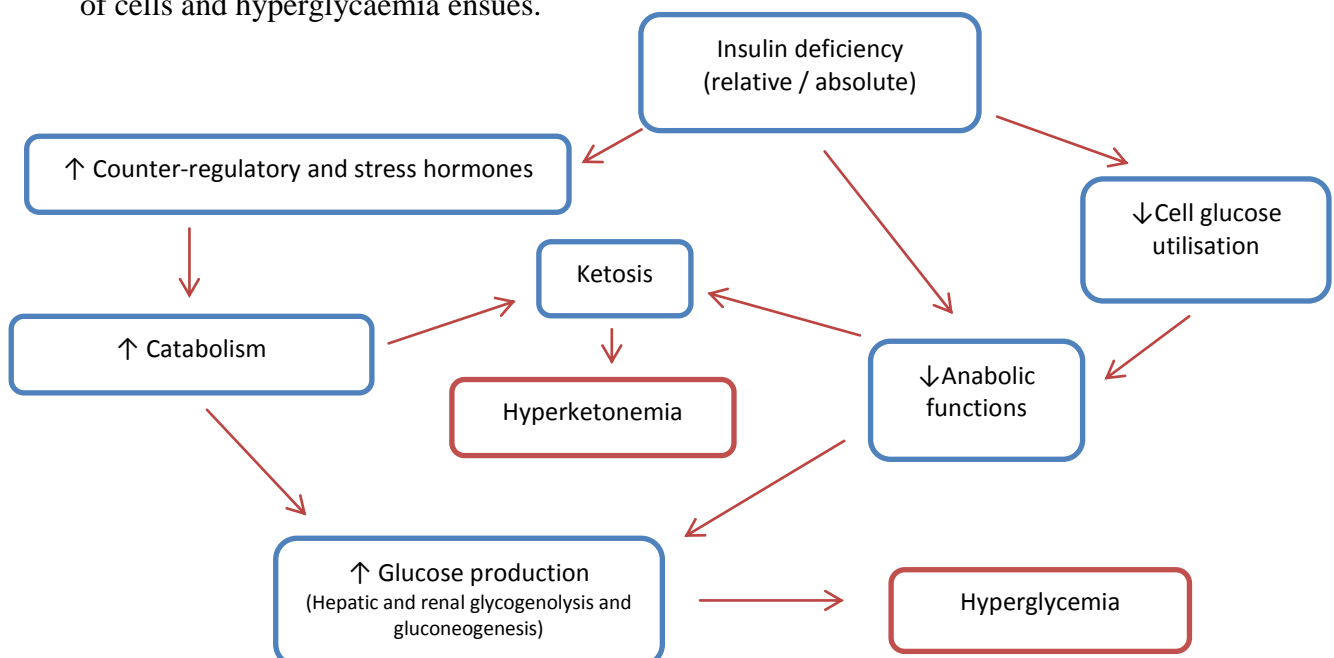 of cells and hyperglycaemia ensues.
Insulin deficiency
(relative / absolute)
↑ Counter-regulatory and stress hormones
↓Cell glucose
utilisation
Ketosis
↑ Catabolism
↓Anabolic
functions
Hyperketonemia
↑ Glucose production
(Hepatic and renal glycogenolysis and
gluconeogenesis)
Hyperglycemia